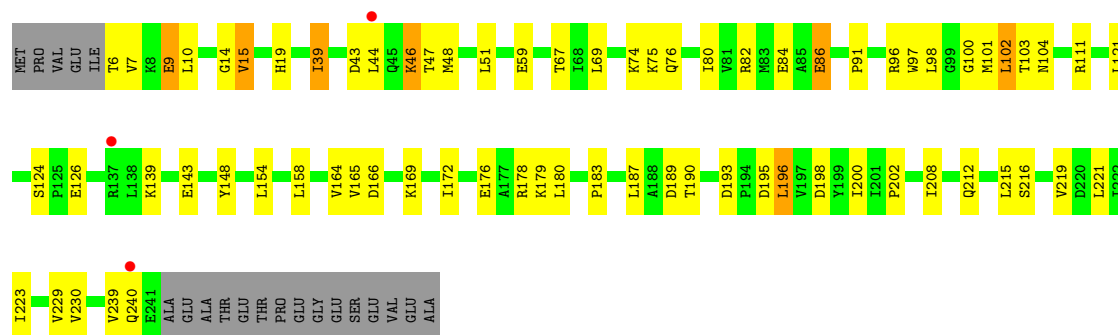 MET PRO VAL GLU ILE T6 V7 K8 E9 L10 G14 V15 H19 I39 D43 L44 Q45 K46 T47 M48 L51 E59 T67 I68 L69 K74 K75 Q76 I80 V81 R82 M83 E84 A85 E86 P91 R96 W97 L98 G99 G100 M101 L102 T103 N104 R111
S124 P125 E126 R137 L138 K139 E143 Y148 L154 L158 V164 V165 D166 K169 I172 E176 A177 R178 K179 L180 P183 L187 A188 D189 T190 D193 P194 D195 L196 V197 D198 Y199 I200 I201 P202 I208 Q212 L215 S216 V219 D220 L221
I223 V229 V230 V239 Q240 E241 ALA GLU ALA THR GLU THR PRO GLU GLY GLU SER GLU VAL GLU ALA